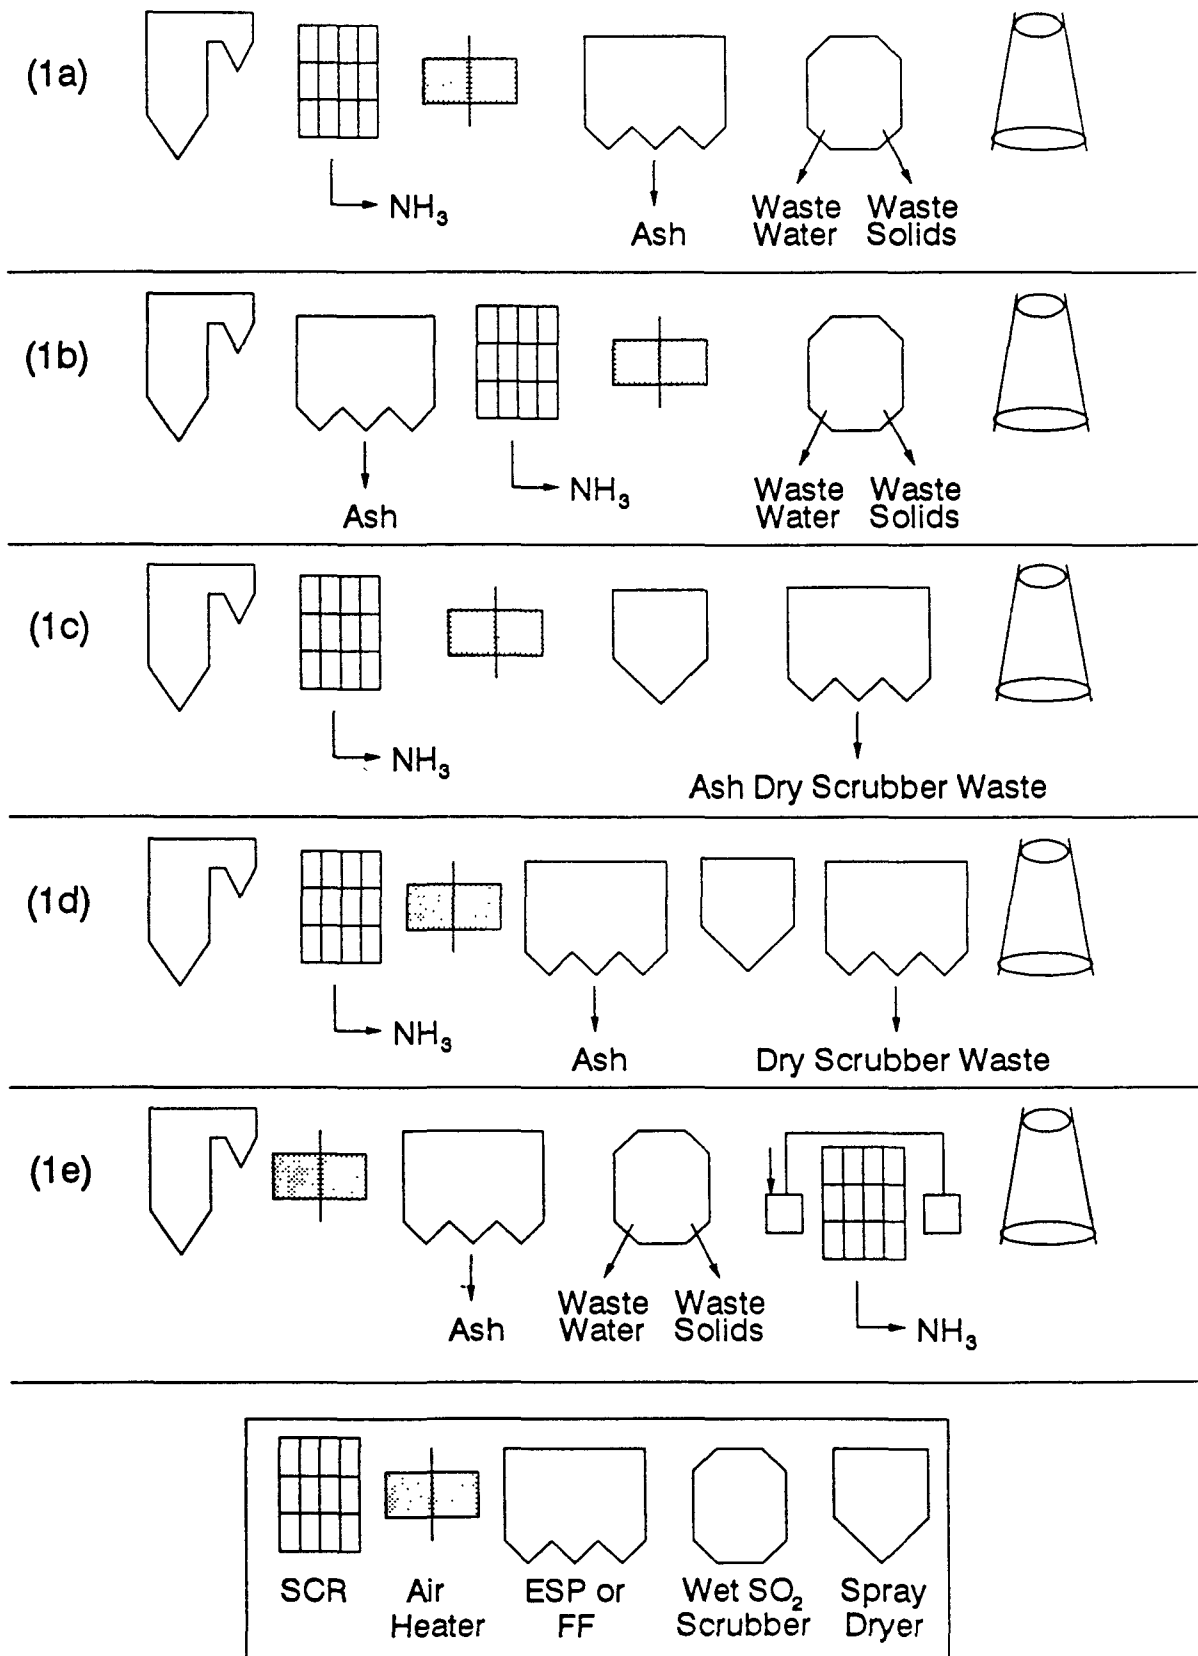 (1a)
NH₃
Ash
Waste Water
Waste Solids
(1b)
Ash
NH₃
Waste Water
Waste Solids
(1c)
NH₃
Ash Dry Scrubber Waste
(1d)
NH₃
Ash
Dry Scrubber Waste
(1e)
Ash
Waste Water
Waste Solids
NH₃
SCR
Air Heater
ESP or FF
Wet SO₂ Scrubber
Spray Dryer